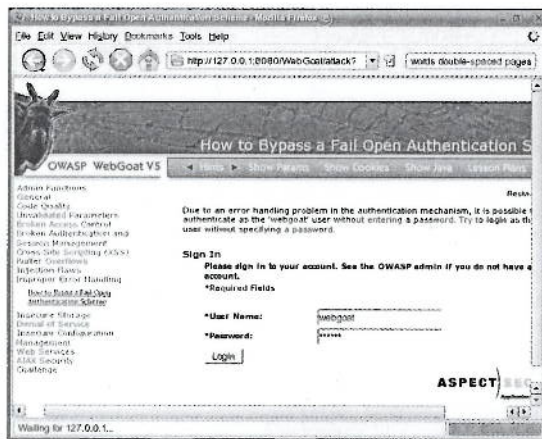 How to Bypass a Fail Open Authentication Scheme - Mozilla Firefox
File Edit View History Bookmarks Tools Help
http://127.0.0.1:8080/WebGoat/attack?
words double-spaced pages
How to Bypass a Fail Open Authentication S
OWASP WebGoat V5
Hints Show Params Show Cookies Show Java Lesson Plans
Admin Functions
General
Code Quality
Unvalidated Parameters
Broken Access Control
Broken Authentication and
Session Management
Cross-Site Scripting (XSS)
Buffer Overflows
Injection Flaws
Improper Error Handling
How to Bypass a Fail Open
Authentication Scheme
Insecure Storage
Denial of Service
Insecure Configuration
Management
Web Services
AJAX Security
Challenge
Resta
Due to an error handling problem in the authentication mechanism, it is possible
authenticate as the 'webgoat' user without entering a password. Try to login as th
user without specifying a password.
Sign In
Please sign in to your account. See the OWASP admin if you do not have a
account.
*Required Fields
*User Name: webgoat
*Password: ******
Login
ASPECT SEC
Waiting for 127.0.0.1...